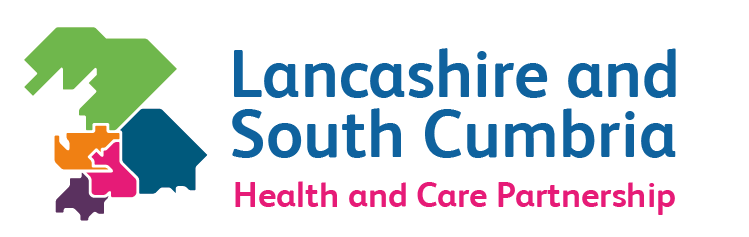 Lancashire and
South Cumbria
Health and Care Partnership